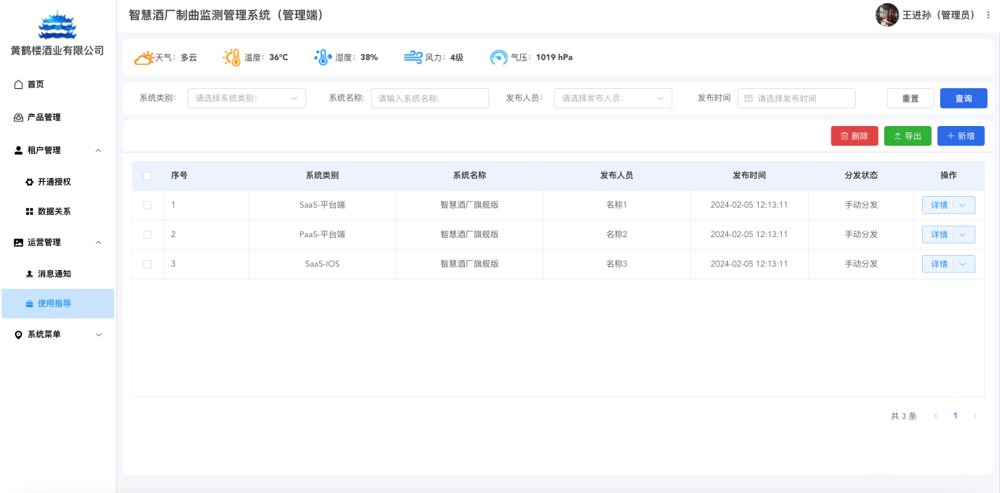 智慧酒厂制曲监测管理系统（管理端）
王进孙（管理员）
黄鹤楼酒业有限公司
首页
产品管理
租户管理
开通授权
数据关系
运营管理
消息通知
使用指导
系统菜单
天气： 多云 温度： 36°C 湿度： 38% 风力： 4级 气压： 1019 hPa
系统类别： 请选择系统类别： 系统名称: 请输入系统名称: 发布人员： 请选择发布人员： 发布时间 请选择发布时间 重置 查询
删除 导出 新增
序号 系统类别 系统名称 发布人员 发布时间 分发状态 操作
1 SaaS-平台端 智慧酒厂旗舰版 名称1 2024-02-05 12:13:11 手动分发 详情
2 PaaS-平台端 智慧酒厂旗舰版 名称2 2024-02-05 12:13:11 手动分发 详情
3 SaaS-IOS 智慧酒厂旗舰版 名称3 2024-02-05 12:13:11 手动分发 详情
共 3 条 1